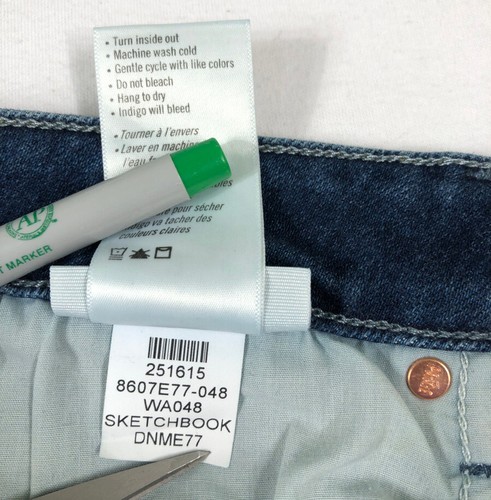 • Turn inside out
• Machine wash cold
• Gentle cycle with like colors
• Do not bleach
• Hang to dry
• Indigo will bleed
• Tourner à l'envers
• Laver en machine
l'eau
pour sécher
va tacher des
couleurs claires
AP
T MARKER
251615
8607E77-048
WA048
SKETCHBOOK
DNME77